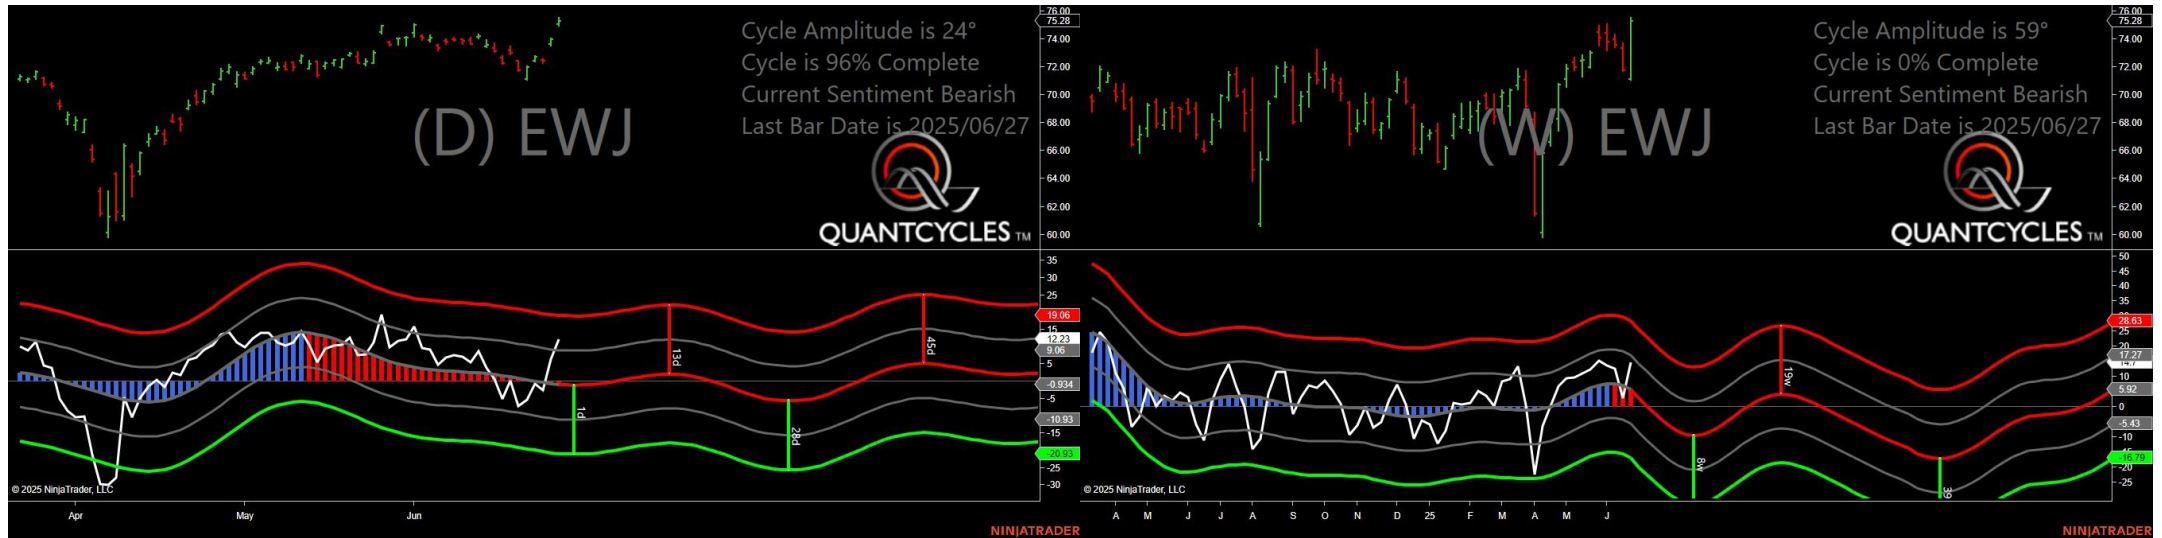 Cycle Amplitude is 24°
Cycle is 96% Complete
Current Sentiment Bearish
Last Bar Date is 2025/06/27
(D) EWJ
QUANTCYCLES TM
76.00
75.28
74.00
72.00
70.00
68.00
66.00
64.00
62.00
60.00
35
30
25
19.06
15
12.23
9.06
5
-0.934
-5
-10.93
-15
-20.93
-25
-30
1d
13d
28d
45d
© 2025 NinjaTrader, LLC
Apr May Jun
NINJATRADER
Cycle Amplitude is 59°
Cycle is 0% Complete
Current Sentiment Bearish
Last Bar Date is 2025/06/27
(W) EWJ
QUANTCYCLES TM
76.00
75.28
74.00
72.00
70.00
68.00
66.00
64.00
62.00
60.00
50
45
40
35
28.63
25
17.27
14.7
10
5.92
0
-5.43
-10
-16.79
-20
-25
8w
19w
39
© 2025 NinjaTrader, LLC
A M J J A S O N D 25 F M A M J
NINJATRADER